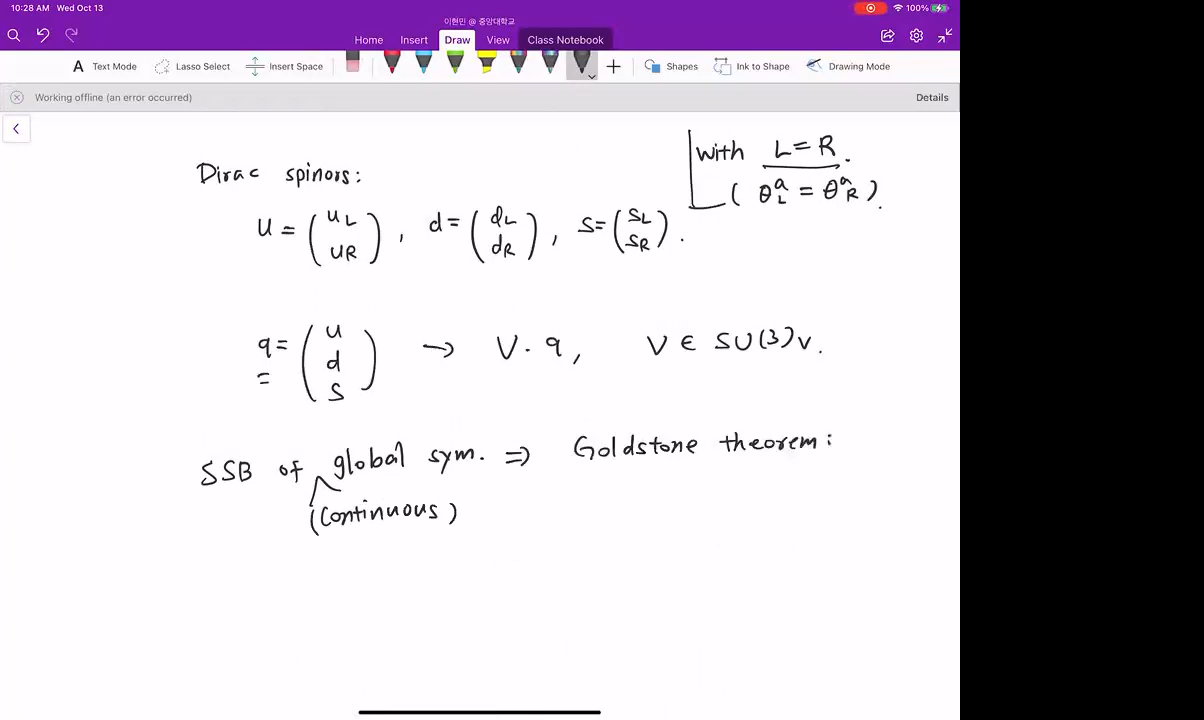 10:28 AM Wed Oct 13
100%
이현민 @ 중앙대학교
Home Insert Draw View Class Notebook
Text Mode Lasso Select Insert Space Shapes Ink to Shape Drawing Mode
Working offline (an error occurred) Details
with L=R.
( θ_L^a = θ_R^a ).
Dirac spinors:
u = (u_L u_R), d = (d_L d_R), s = (s_L s_R).
q = (u d s) → V · q, V ∈ SU(3)_V.
=
SSB of global sym. ⇒ Goldstone theorem:
(continuous)